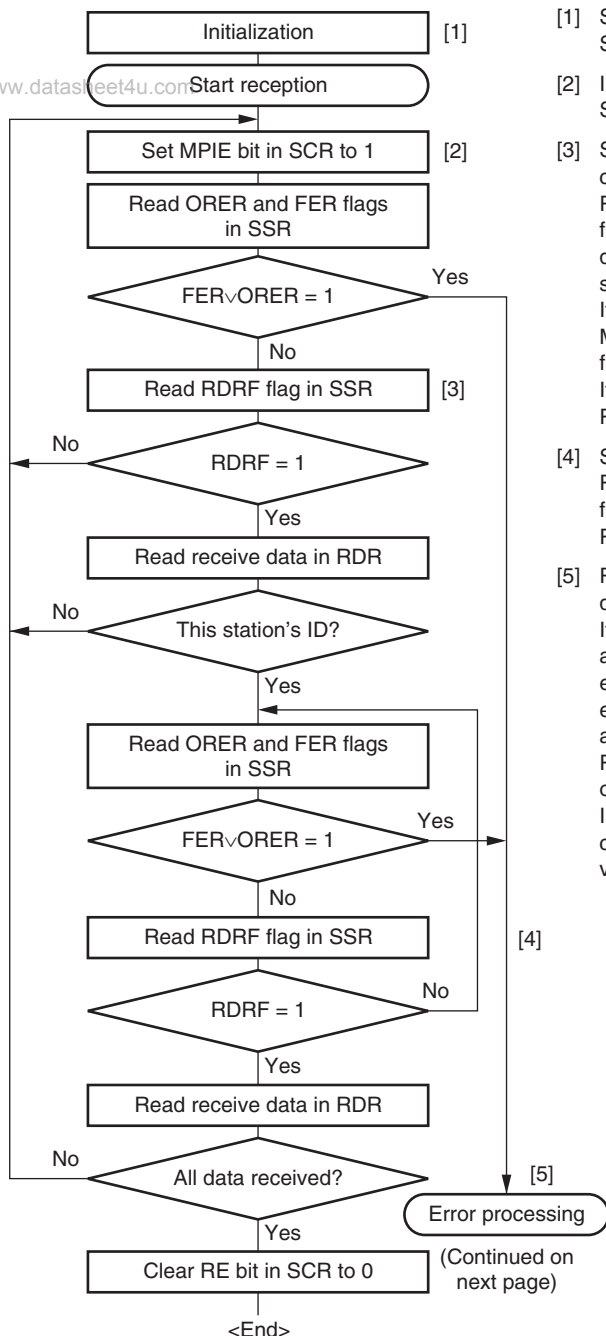 Initialization [1]
www.datasheet4u.com
Start reception
Set MPIE bit in SCR to 1 [2]
Read ORER and FER flags
in SSR
FER∨ORER = 1
Yes
No
Read RDRF flag in SSR [3]
No
RDRF = 1
Yes
Read receive data in RDR
No
This station's ID?
Yes
Read ORER and FER flags
in SSR
FER∨ORER = 1
Yes
No
Read RDRF flag in SSR
[4]
RDRF = 1
No
Yes
Read receive data in RDR
No
All data received?
[5]
Yes
Error processing
Clear RE bit in SCR to 0
(Continued on
next page)
<End>
[1]
[2]
[3]
[4]
[5]